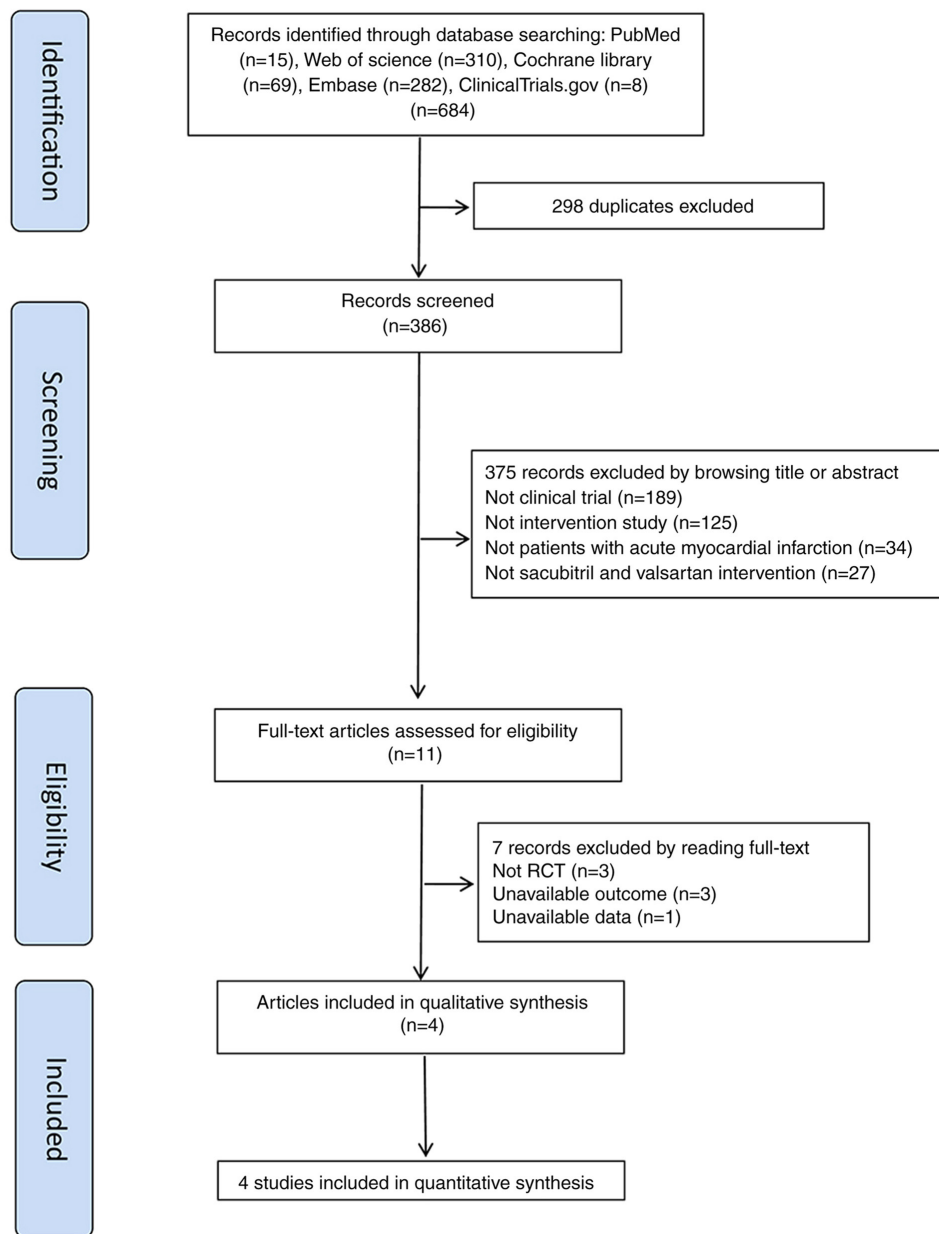 Identification
Records identified through database searching: PubMed
(n=15), Web of science (n=310), Cochrane library
(n=69), Embase (n=282), ClinicalTrials.gov (n=8)
(n=684)
298 duplicates excluded
Screening
Records screened
(n=386)
375 records excluded by browsing title or abstract
Not clinical trial (n=189)
Not intervention study (n=125)
Not patients with acute myocardial infarction (n=34)
Not sacubitril and valsartan intervention (n=27)
Eligibility
Full-text articles assessed for eligibility
(n=11)
7 records excluded by reading full-text
Not RCT (n=3)
Unavailable outcome (n=3)
Unavailable data (n=1)
Included
Articles included in qualitative synthesis
(n=4)
4 studies included in quantitative synthesis